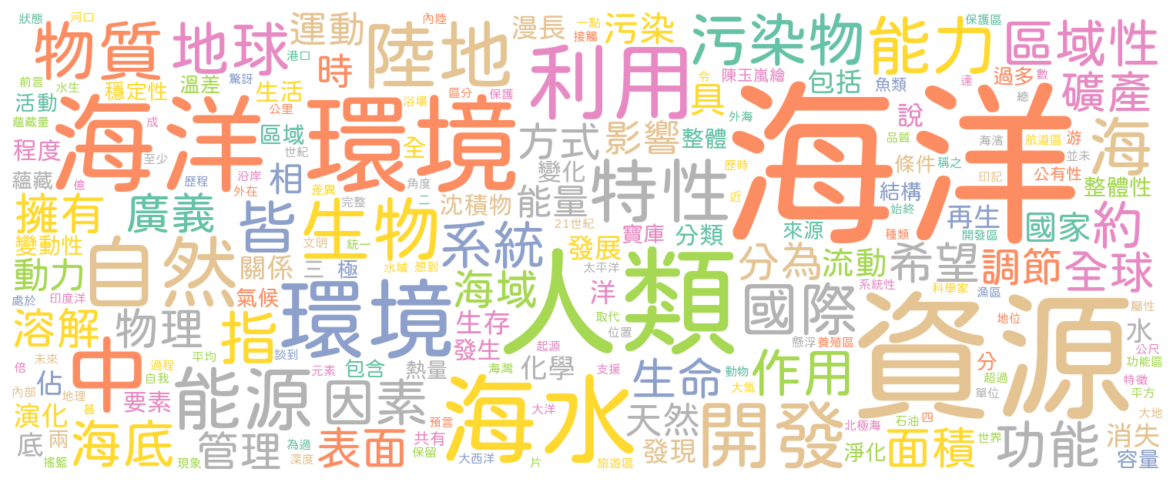 狀態
河口
物質
地球
運動
內陸
港口
陸地
漫長
一點
接觸
污染
利用
污染物
能力
保護區
區域性
前言
水生
驚訝
溫差
穩定性
活動
蘊藏量
生活
時
公里
浴場
區分
保護
令
陳玉嵐繪
具
包括
魚類
達
過多
數
總
礦產
海洋環境
海洋
成
程度
至少
區域
世紀
全
方式
影響
整體
外海
說
品質
海濱
航道區
游
並未
海
蘊藏
億
歷程
沿岸
外在
相
角度
變化
歷時
條件
稱之
印記
公有性
整體性
擁有
廣義
皆
差異
完整
二
生物
沈積物
能量
特性
近
結構
始終
再生
國家
約
變動性
自然
文明
統一
系統
21世紀
發展
寶庫
分類
來源
種類
開發區
動力
關係
三
極
水域
想到
海域
洋
人類
太平洋
分為
流動
希望
調節
全球
處於
印度洋
氣候
環境
取代
國際
懸浮
養殖區
系統性
科學家
漁區
地位
屬性
溶解
物理
指
談到
生存
位置
資源
水
倍
未來
中
平均
過程
自我
發生
起源
包含
熱量
海灣
化學
支援
生命
動物
大氣
作用
分
超過
單位
公尺
功能區
特徵
平方
佔
內部
地理
能源
元素
因素
海水
大洋
天然
開發
北極海
石油
四
演化
甚
要素
大地
底
兩
海底
管理
為過
深度
表面
預言
共有
保留
發現
淨化
面積
世界
功能
消失
容量
搖籃
現象
大西洋
片
旅遊區